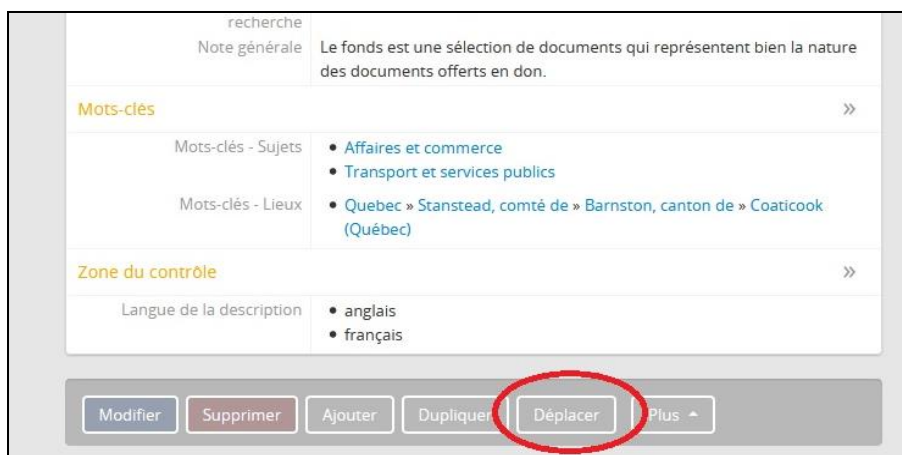 recherche
Note générale Le fonds est une sélection de documents qui représentent bien la nature
des documents offerts en don.
Mots-clés »
Mots-clés - Sujets • Affaires et commerce
• Transport et services publics
Mots-clés - Lieux • Quebec » Stanstead, comté de » Barnston, canton de » Coaticook
(Québec)
Zone du contrôle »
Langue de la description • anglais
• français
Modifier Supprimer Ajouter Dupliquer Déplacer Plus